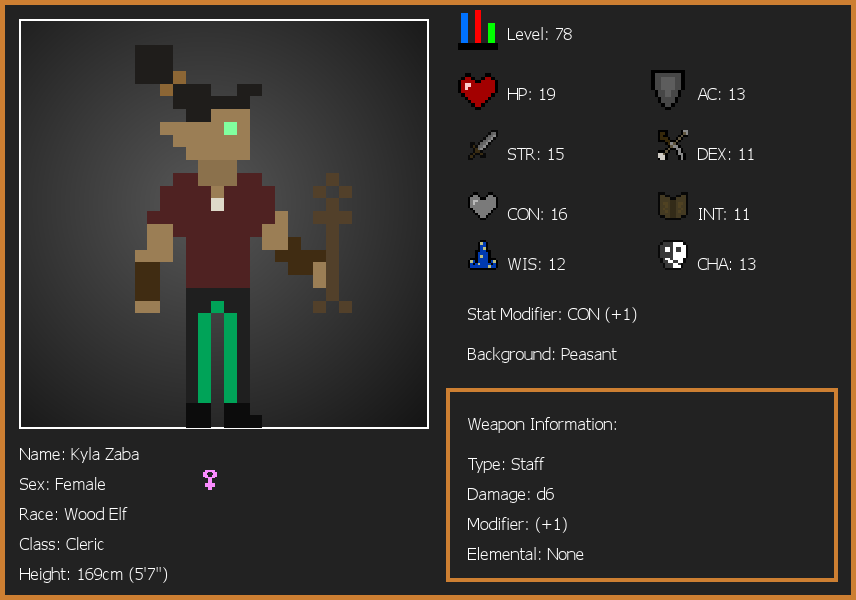 Level: 78
HP: 19
AC: 13
STR: 15
DEX: 11
CON: 16
INT: 11
WIS: 12
CHA: 13
Stat Modifier: CON (+1)
Background: Peasant
Weapon Information:
Type: Staff
Damage: d6
Modifier: (+1)
Elemental: None
Name: Kyla Zaba
Sex: Female
Race: Wood Elf
Class: Cleric
Height: 169cm (5'7")